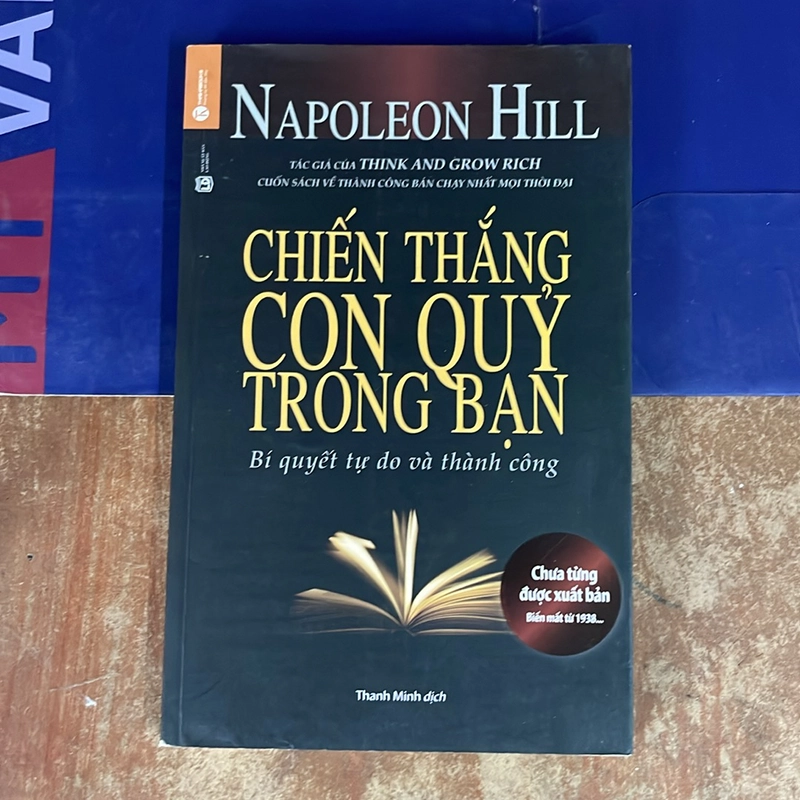 MT VAI
NAPOLEON HILL
TÁC GIẢ CỦA THINK AND GROW RICH
CUỐN SÁCH VỀ THÀNH CÔNG BÁN CHẠY NHẤT MỌI THỜI ĐẠI
CHIẾN THẮNG
CON QUỶ
TRONG BẠN
Bí quyết tự do và thành công
Chưa từng
được xuất bản
Biến mất từ 1938...
Thanh Minh dịch